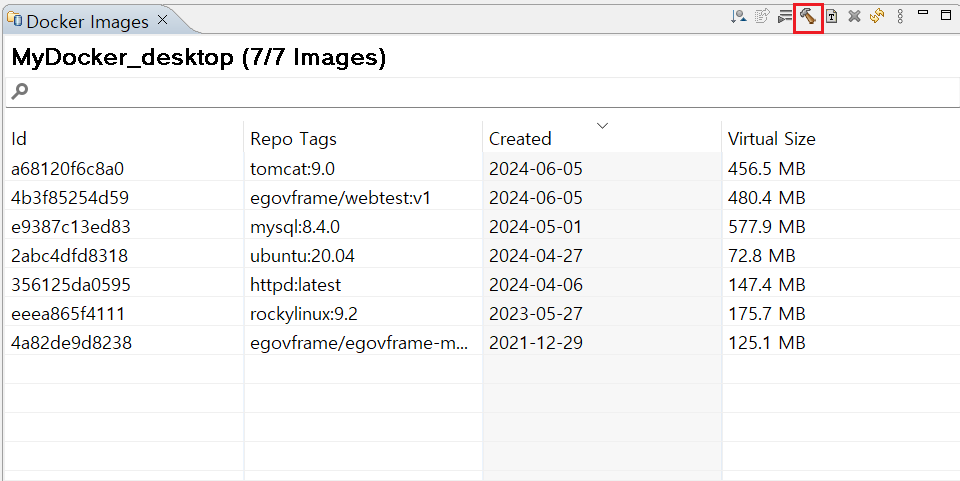 Docker Images
MyDocker_desktop (7/7 Images)
Id Repo Tags Created Virtual Size
a68120f6c8a0 tomcat:9.0 2024-06-05 456.5 MB
4b3f85254d59 egovframe/webtest:v1 2024-06-05 480.4 MB
e9387c13ed83 mysql:8.4.0 2024-05-01 577.9 MB
2abc4dfd8318 ubuntu:20.04 2024-04-27 72.8 MB
356125da0595 httpd:latest 2024-04-06 147.4 MB
eeea865f4111 rockylinux:9.2 2023-05-27 175.7 MB
4a82de9d8238 egovframe/egovframe-m... 2021-12-29 125.1 MB